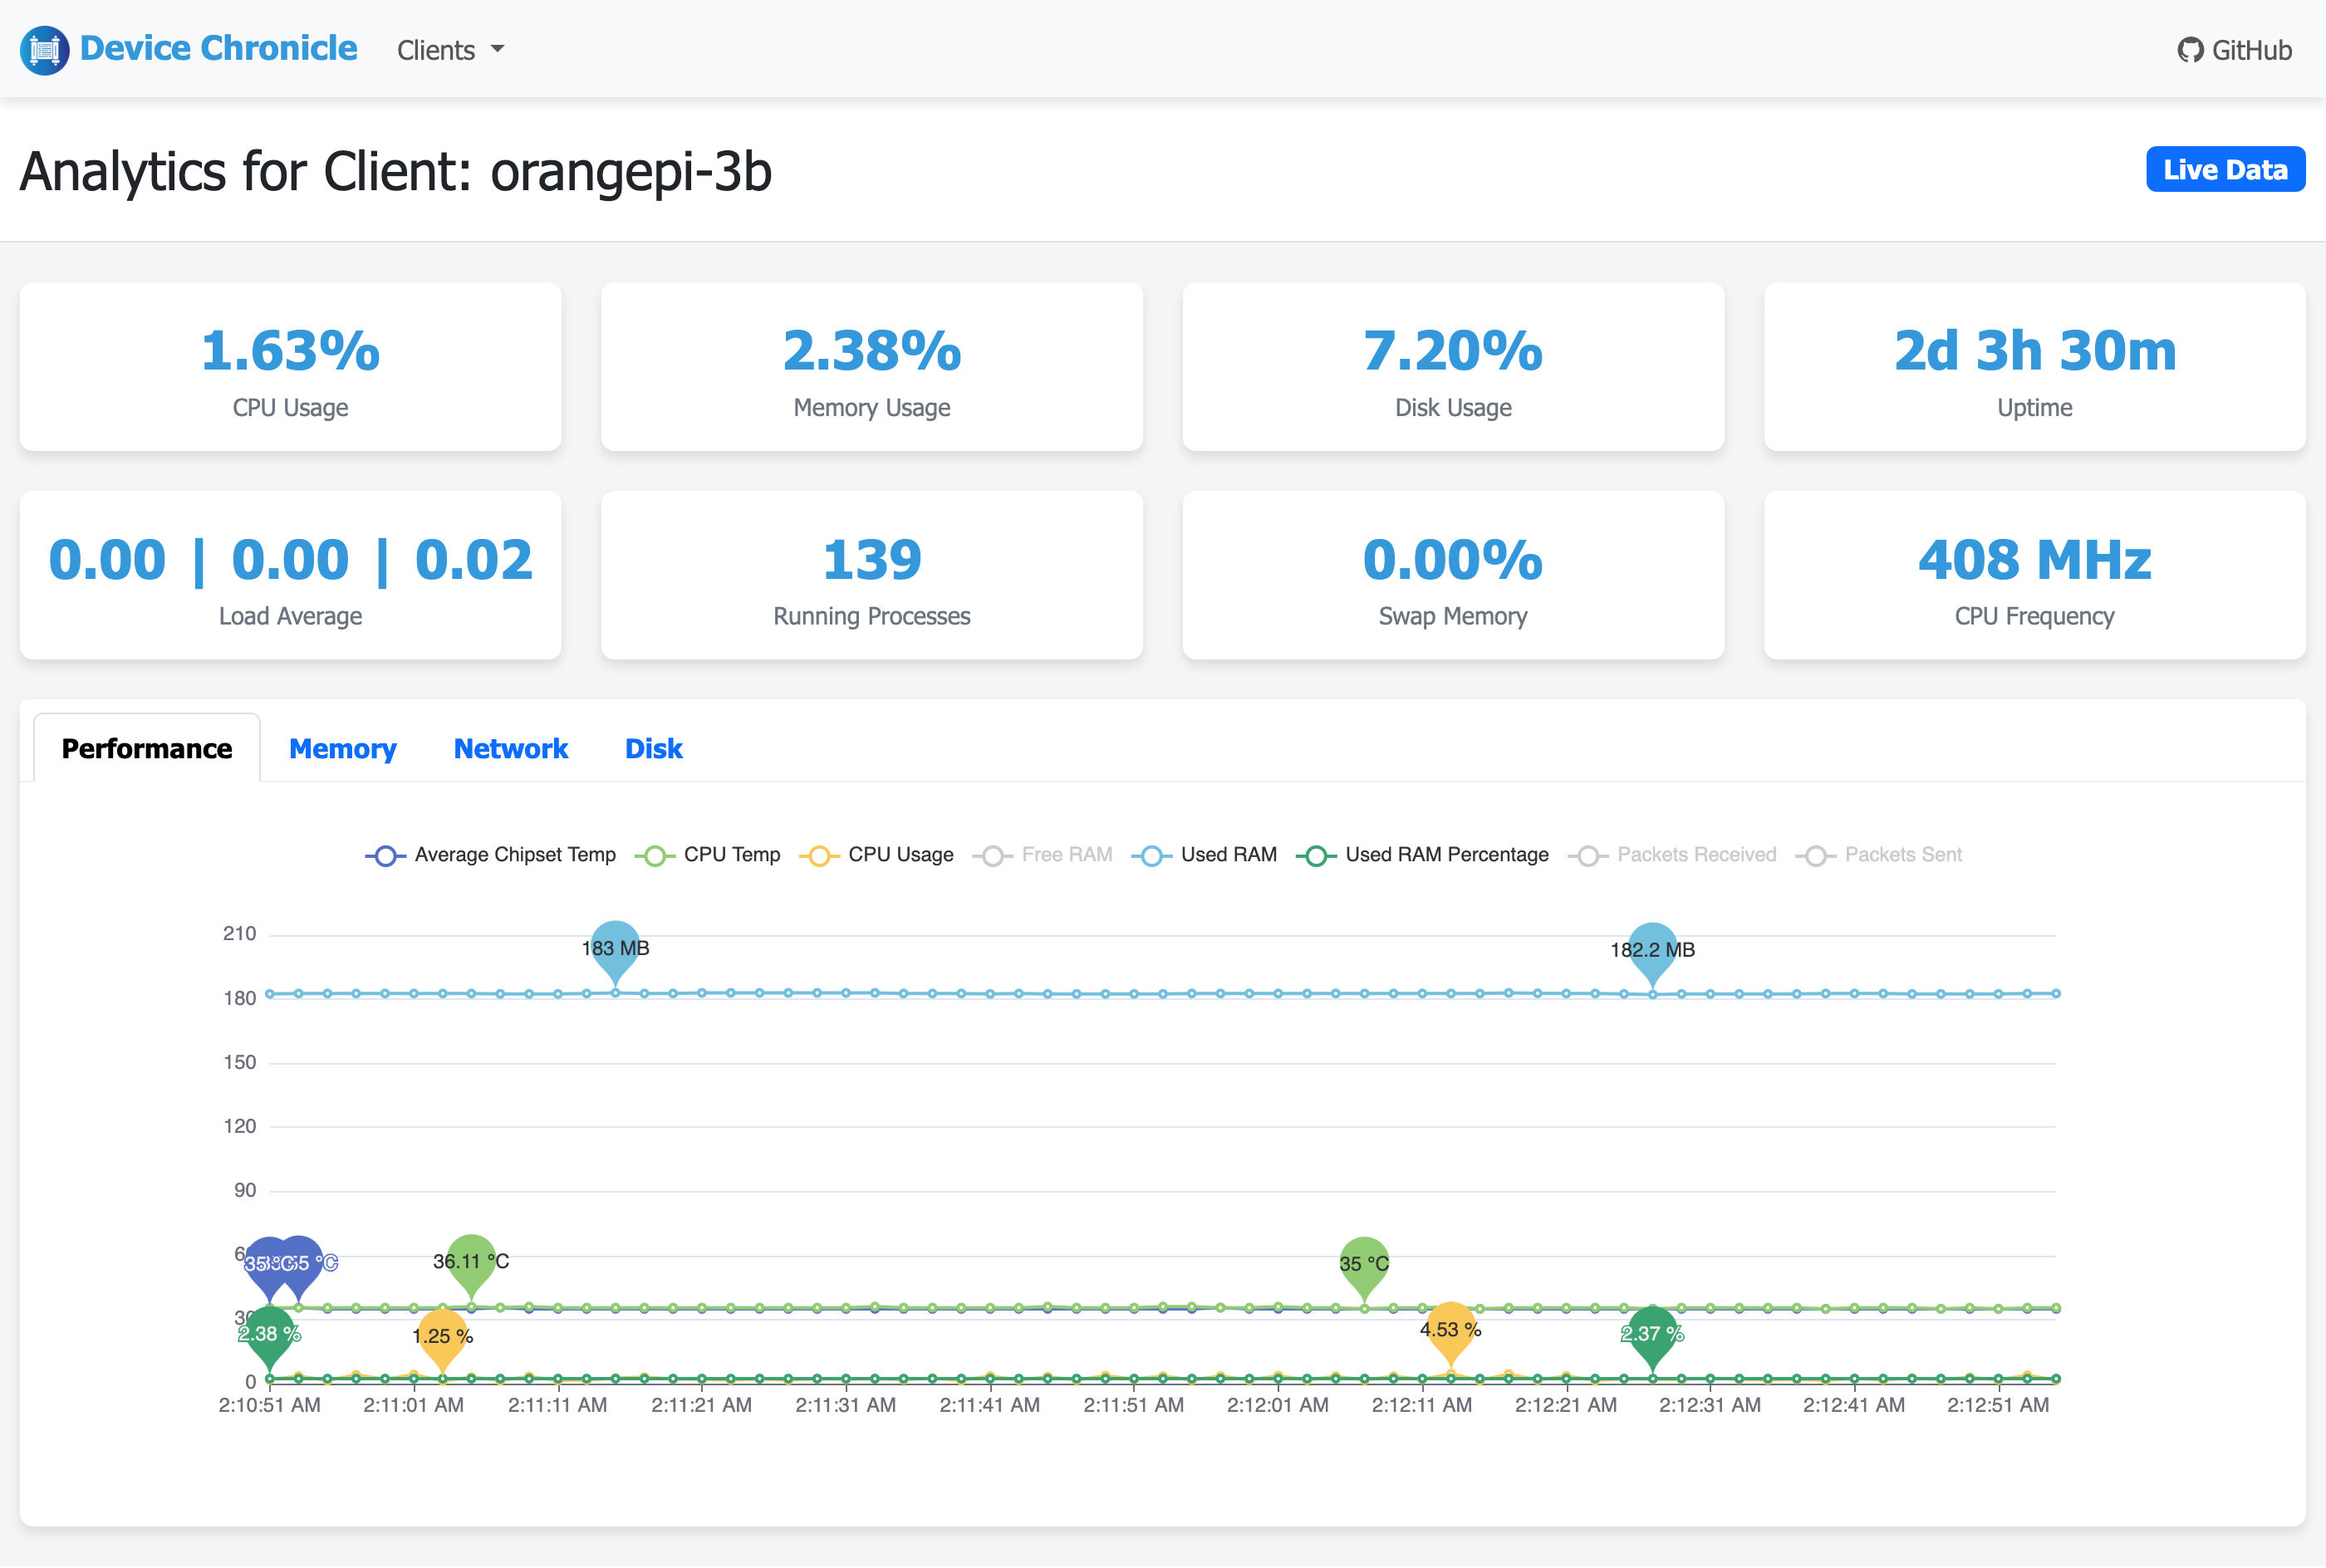 Device Chronicle Clients GitHub
Analytics for Client: orangepi-3b Live Data
1.63% 2.38% 7.20% 2d 3h 30m
CPU Usage Memory Usage Disk Usage Uptime
0.00 | 0.00 | 0.02 139 0.00% 408 MHz
Load Average Running Processes Swap Memory CPU Frequency
Performance Memory Network Disk
Average Chipset Temp CPU Temp CPU Usage Free RAM Used RAM Used RAM Percentage Packets Received Packets Sent
210
183 MB 182.2 MB
180
150
120
90
35 °C 36.11 °C 35 °C
30
2.38 % 1.25 % 4.53 % 2.37 %
0
2:10:51 AM 2:11:01 AM 2:11:11 AM 2:11:21 AM 2:11:31 AM 2:11:41 AM 2:11:51 AM 2:12:01 AM 2:12:11 AM 2:12:21 AM 2:12:31 AM 2:12:41 AM 2:12:51 AM